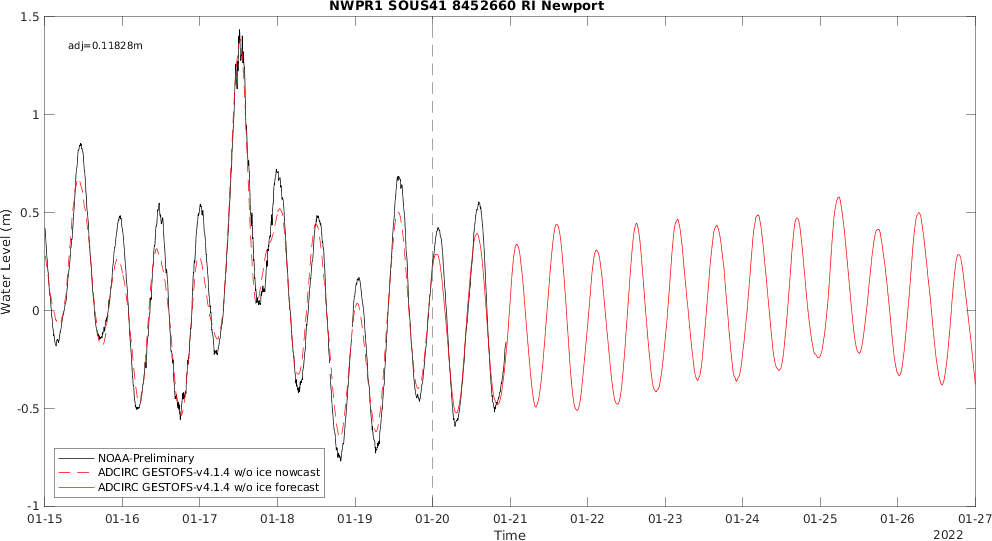 NWPR1 SOUS41 8452660 RI Newport
adj=0.11828m
1.5
1
0.5
0
-0.5
-1
Water Level (m)
NOAA-Preliminary
ADCIRC GESTOFS-v4.1.4 w/o ice nowcast
ADCIRC GESTOFS-v4.1.4 w/o ice forecast
01-15 01-16 01-17 01-18 01-19 01-20 01-21 01-22 01-23 01-24 01-25 01-26 01-27
Time
2022